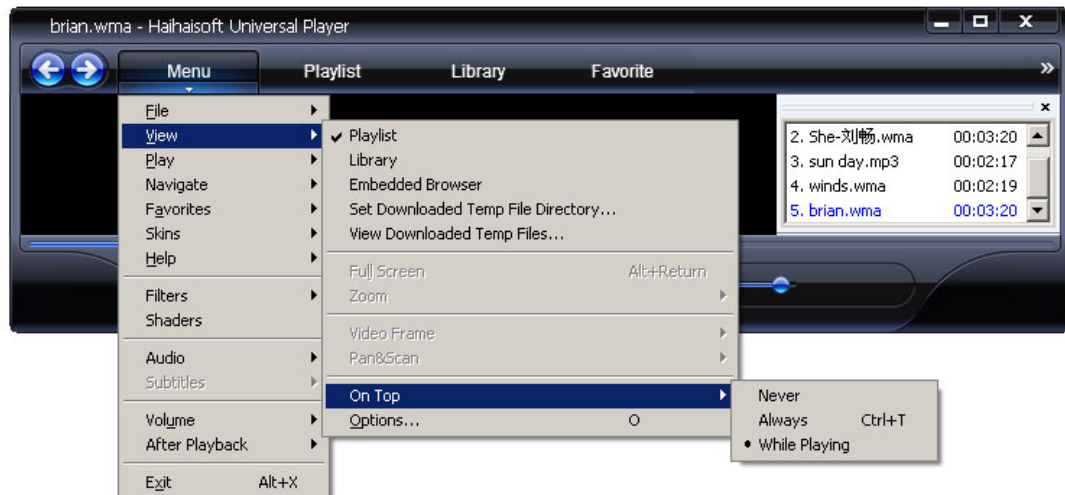 brian.wma - Haihaisoft Universal Player
Menu Playlist Library Favorite »
File
View
Play
Navigate
Favorites
Skins
Help
Filters
Shaders
Audio
Subtitles
Volume
After Playback
Exit Alt+X
Playlist
Library
Embedded Browser
Set Downloaded Temp File Directory...
View Downloaded Temp Files...
Full Screen Alt+Return
Zoom
Video Frame
Pan&Scan
On Top
Options... O
Never
Always Ctrl+T
While Playing
2. She-刘畅.wma 00:03:20
3. sun day.mp3 00:02:17
4. winds.wma 00:02:19
5. brian.wma 00:03:20